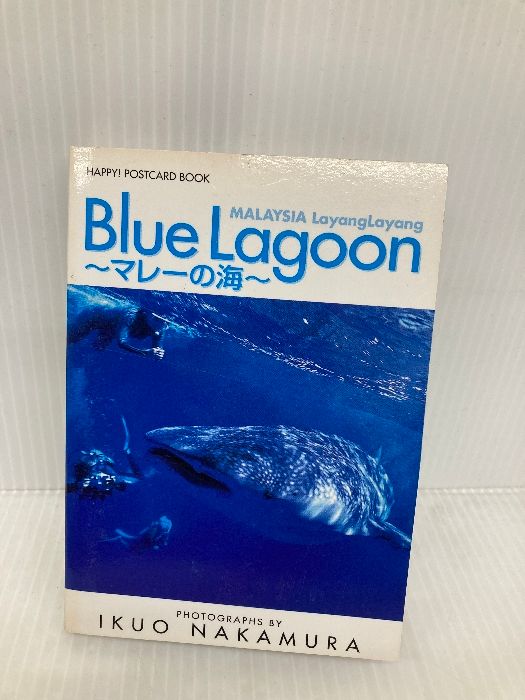 HAPPY! POSTCARD BOOK
MALAYSIA LayangLayang
Blue Lagoon
〜マレーの海〜
PHOTOGRAPHS BY
IKUO NAKAMURA